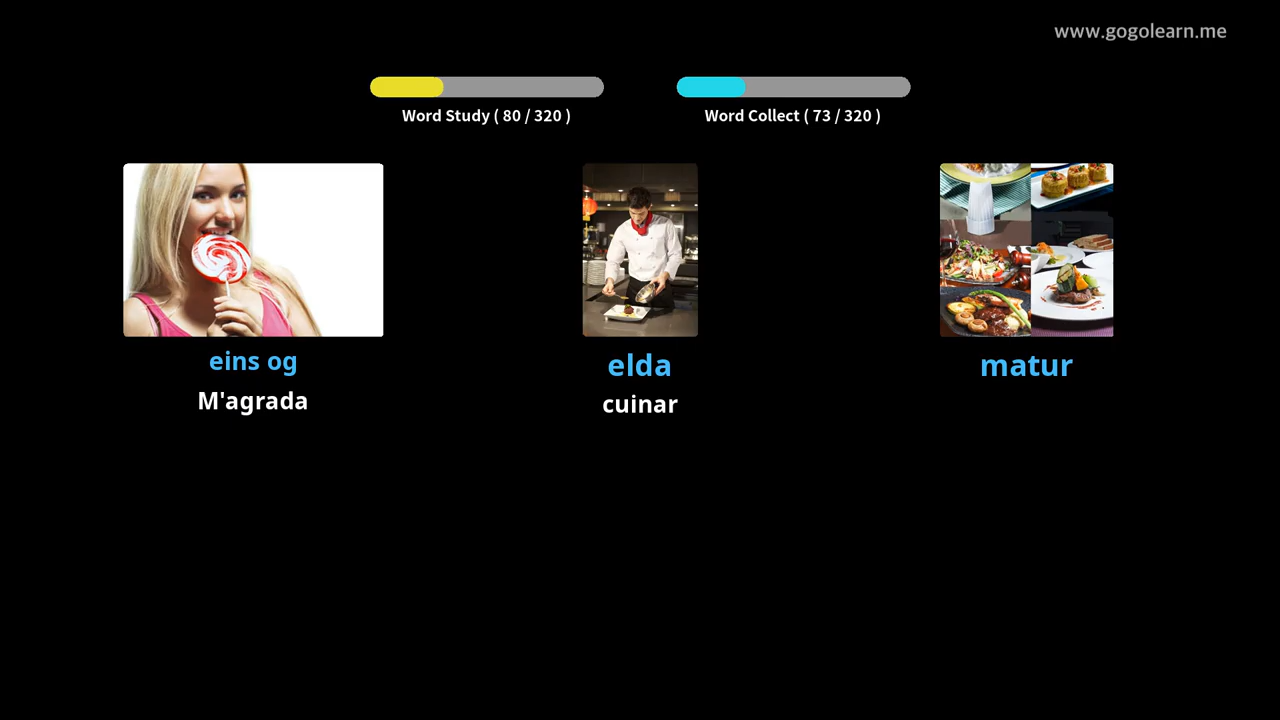 www.gogolearn.me
Word Study ( 80 / 320 )
Word Collect ( 73 / 320 )
eins og
M'agrada
elda
cuinar
matur